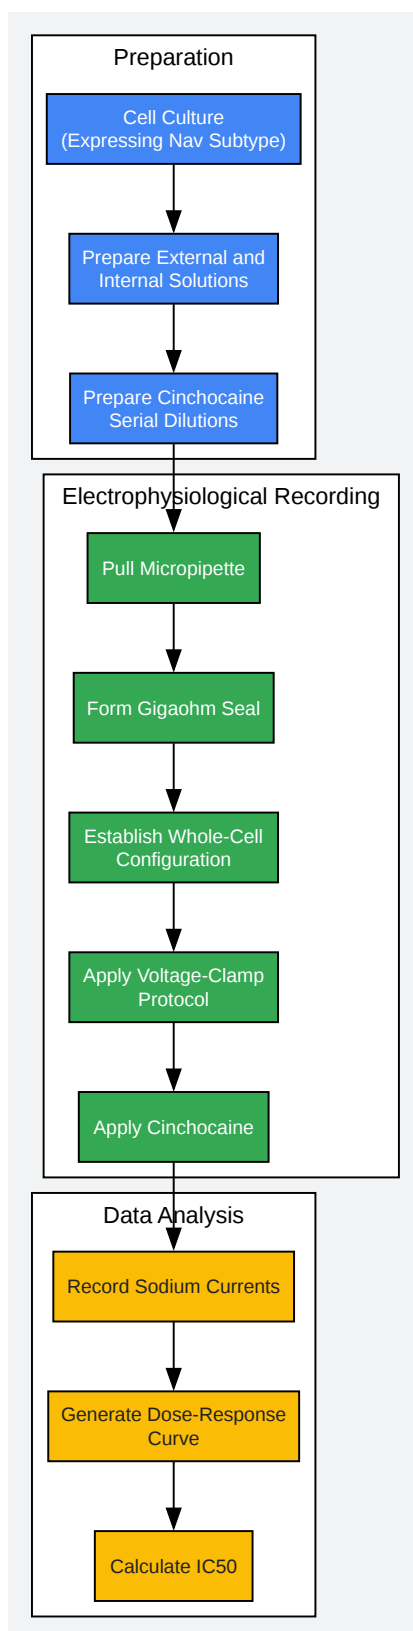 Preparation
Cell Culture
(Expressing Nav Subtype)
Prepare External and
Internal Solutions
Prepare Cinchocaine
Serial Dilutions
Electrophysiological Recording
Pull Micropipette
Form Gigaohm Seal
Establish Whole-Cell
Configuration
Apply Voltage-Clamp
Protocol
Apply Cinchocaine
Data Analysis
Record Sodium Currents
Generate Dose-Response
Curve
Calculate IC50